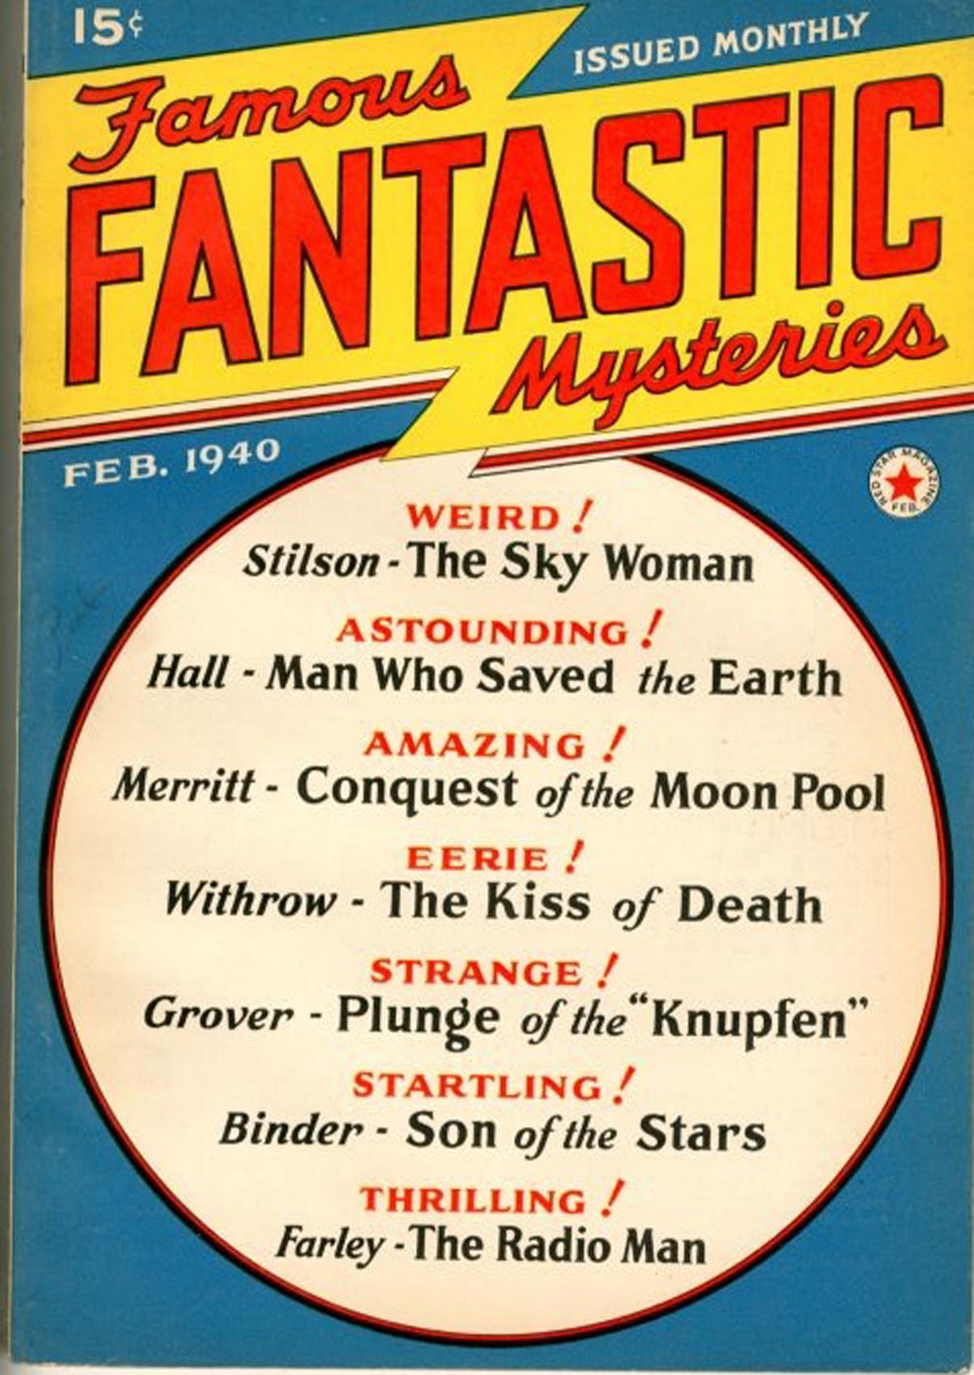 15¢
ISSUED MONTHLY
Famous
FANTASTIC
Mysteries
FEB. 1940
RED STAR MAGAZINE
FEB.
WEIRD!
Stilson - The Sky Woman
ASTOUNDING!
Hall - Man Who Saved the Earth
AMAZING!
Merritt - Conquest of the Moon Pool
EERIE!
Withrow - The Kiss of Death
STRANGE!
Grover - Plunge of the "Knupfen"
STARTLING!
Binder - Son of the Stars
THRILLING!
Farley - The Radio Man